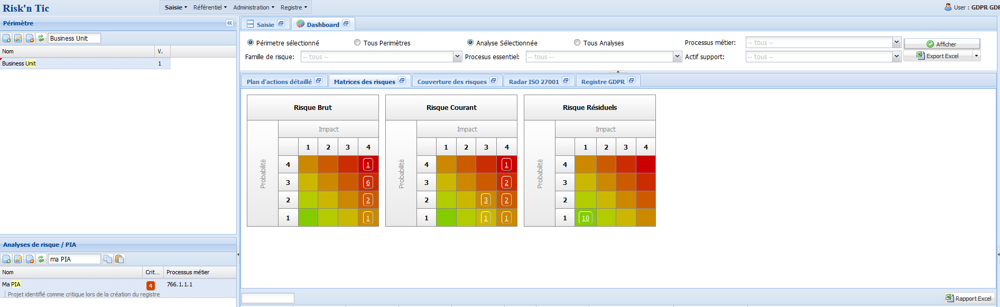 Risk'n Tic
Saisie Référentiel Administration Registre
User : GDPR GDP
Périmètre
Business Unit
Nom V.
Business Unit 1
Analyses de risque / PIA
ma PIA
Nom Crit... Processus métier
Ma PIA 4 766.1.1.1
Projet identifié comme critique lors de la création du registre
Saisie Dashboard
Périmetre sélectionné Tous Perimètres Analyse Sélectionnée Tous Analyses Processus métier: -- tous -- Afficher
Famille de risque: -- tous -- Procesus essentiel: -- tous -- Actif support: -- tous -- Export Excel
Plan d'actions détaillé Matrices des risques Couverture des risques Radar ISO 27001 Registre GDPR
Risque Brut
Impact
Probabilité
1 2 3 4
4 1
3 6
2 2
1 1
Risque Courant
Impact
Probabilité
1 2 3 4
4 1
3 2
2 3 2
1 1 1
Risque Résiduels
Impact
Probabilité
1 2 3 4
4
3
2
1 10
Rapport Excel